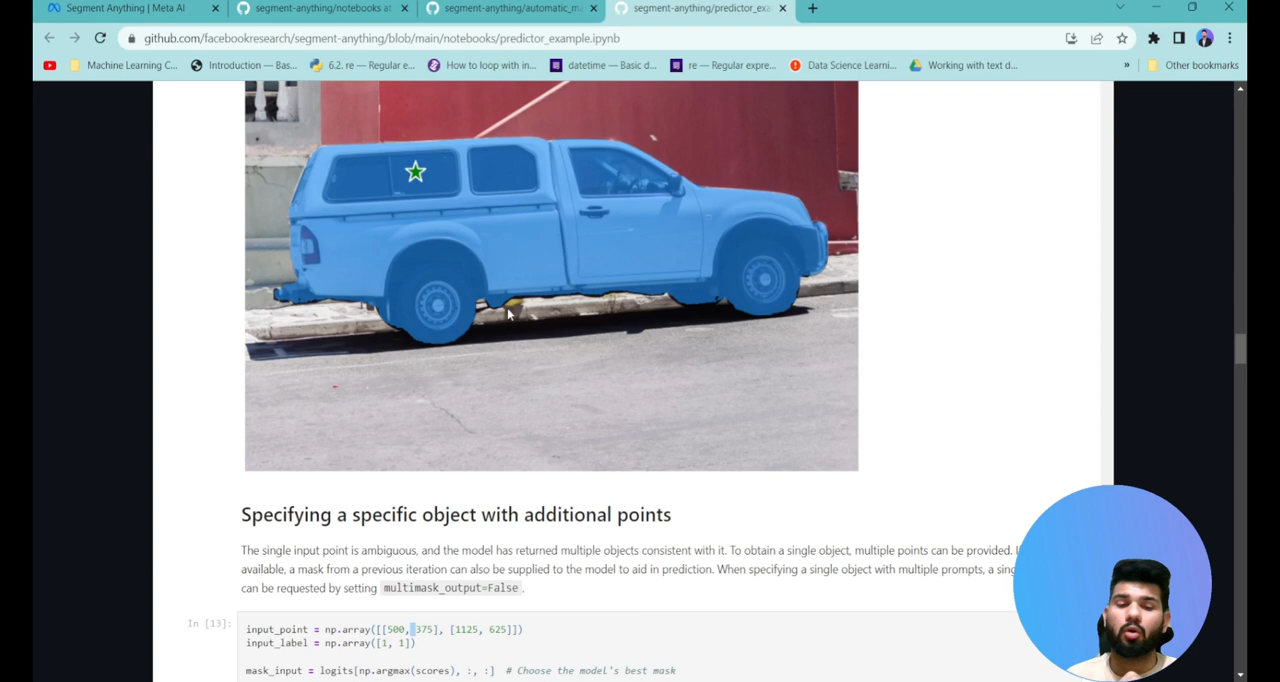 Segment Anything | Meta AI
segment-anything/notebooks at
segment-anything/automatic_ma
segment-anything/predictor_exa
github.com/facebookresearch/segment-anything/blob/main/notebooks/predictor_example.ipynb
Machine Learning C...
Introduction — Bas...
6.2. re — Regular e...
How to loop with in...
datetime — Basic d...
re — Regular expre...
Data Science Learni...
Working with text d...
»
Other bookmarks
Specifying a specific object with additional points
The single input point is ambiguous, and the model has returned multiple objects consistent with it. To obtain a single object, multiple points can be provided.
available, a mask from a previous iteration can also be supplied to the model to aid in prediction. When specifying a single object with multiple prompts, a sing
can be requested by setting multimask_output=False .
In [13]:
input_point = np.array([[500, 375], [1125, 625]])
input_label = np.array([1, 1])
mask_input = logits[np.argmax(scores), :, :] # Choose the model's best mask